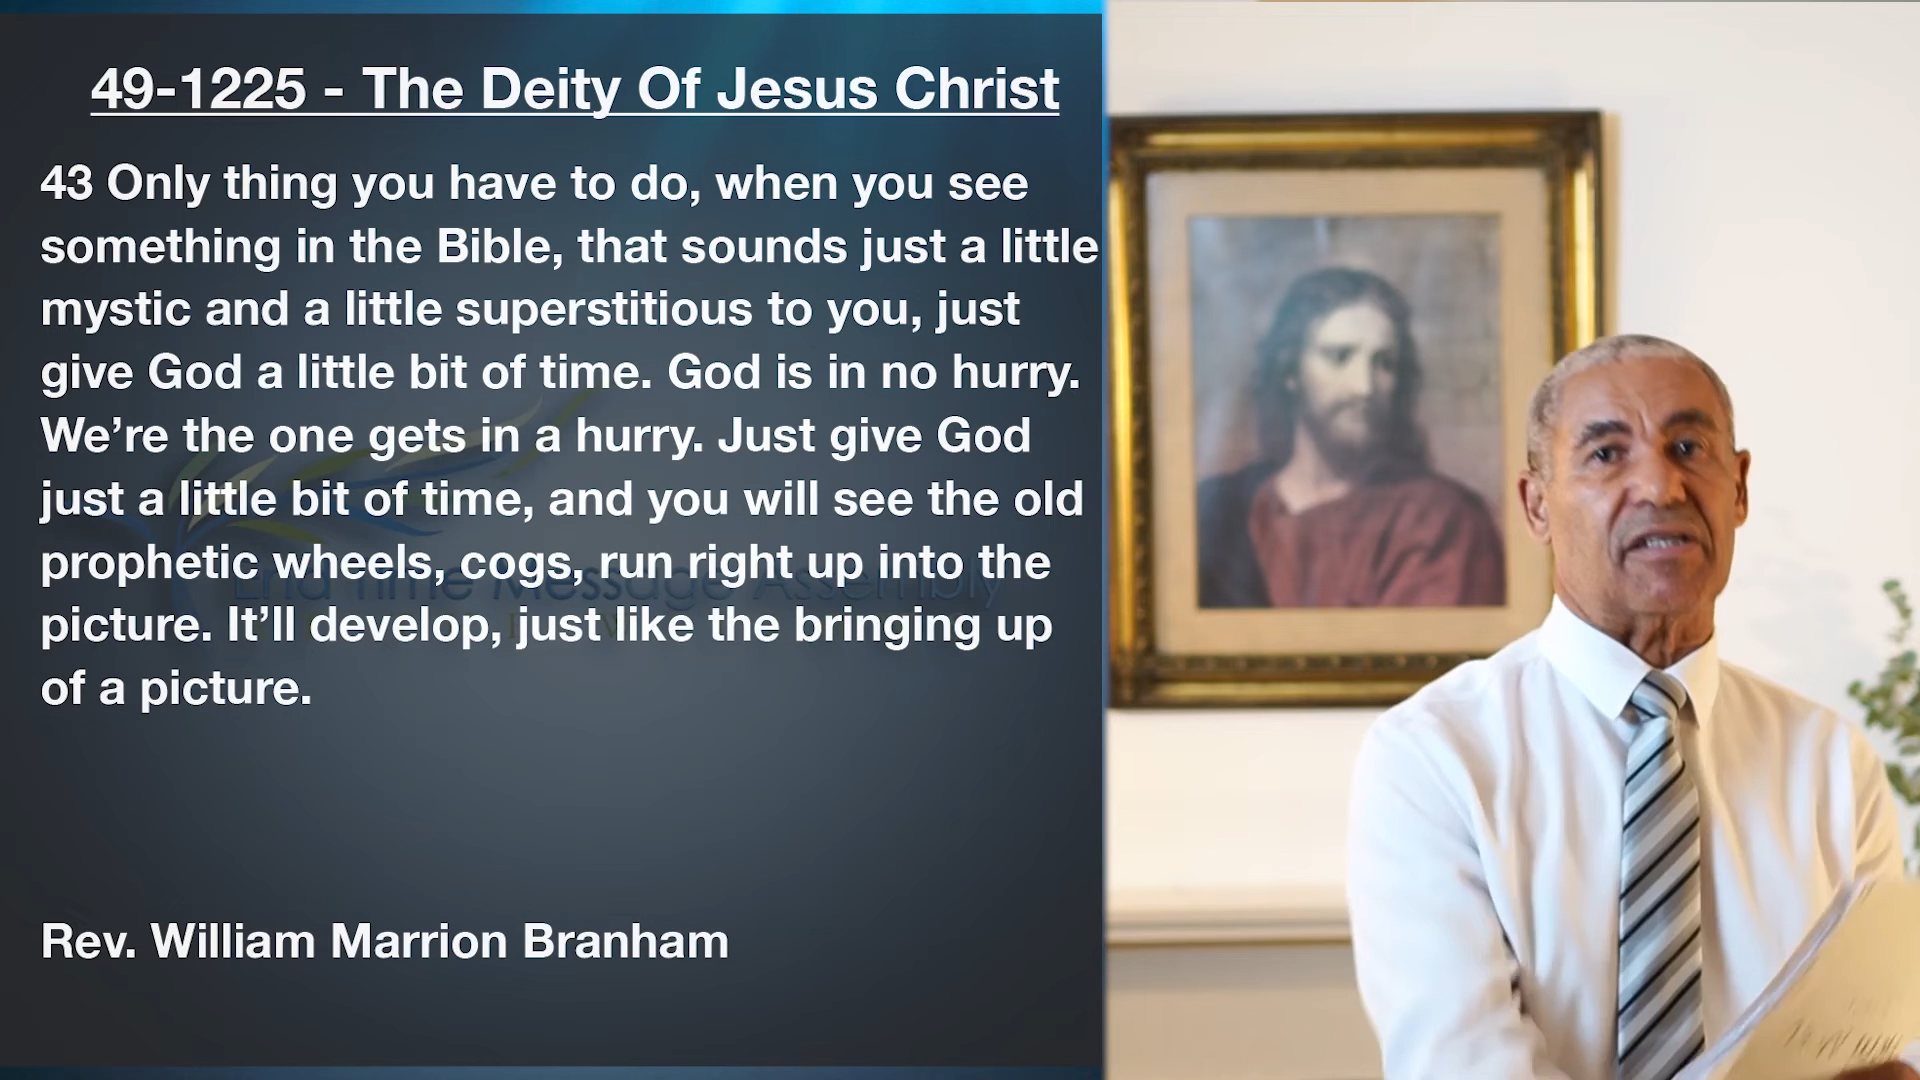 49-1225 - The Deity Of Jesus Christ
43 Only thing you have to do, when you see
something in the Bible, that sounds just a little
mystic and a little superstitious to you, just
give God a little bit of time. God is in no hurry.
We’re the one gets in a hurry. Just give God
just a little bit of time, and you will see the old
prophetic wheels, cogs, run right up into the
picture. It’ll develop, just like the bringing up
of a picture.
End Time Message Assembly
Rev. William Marrion Branham